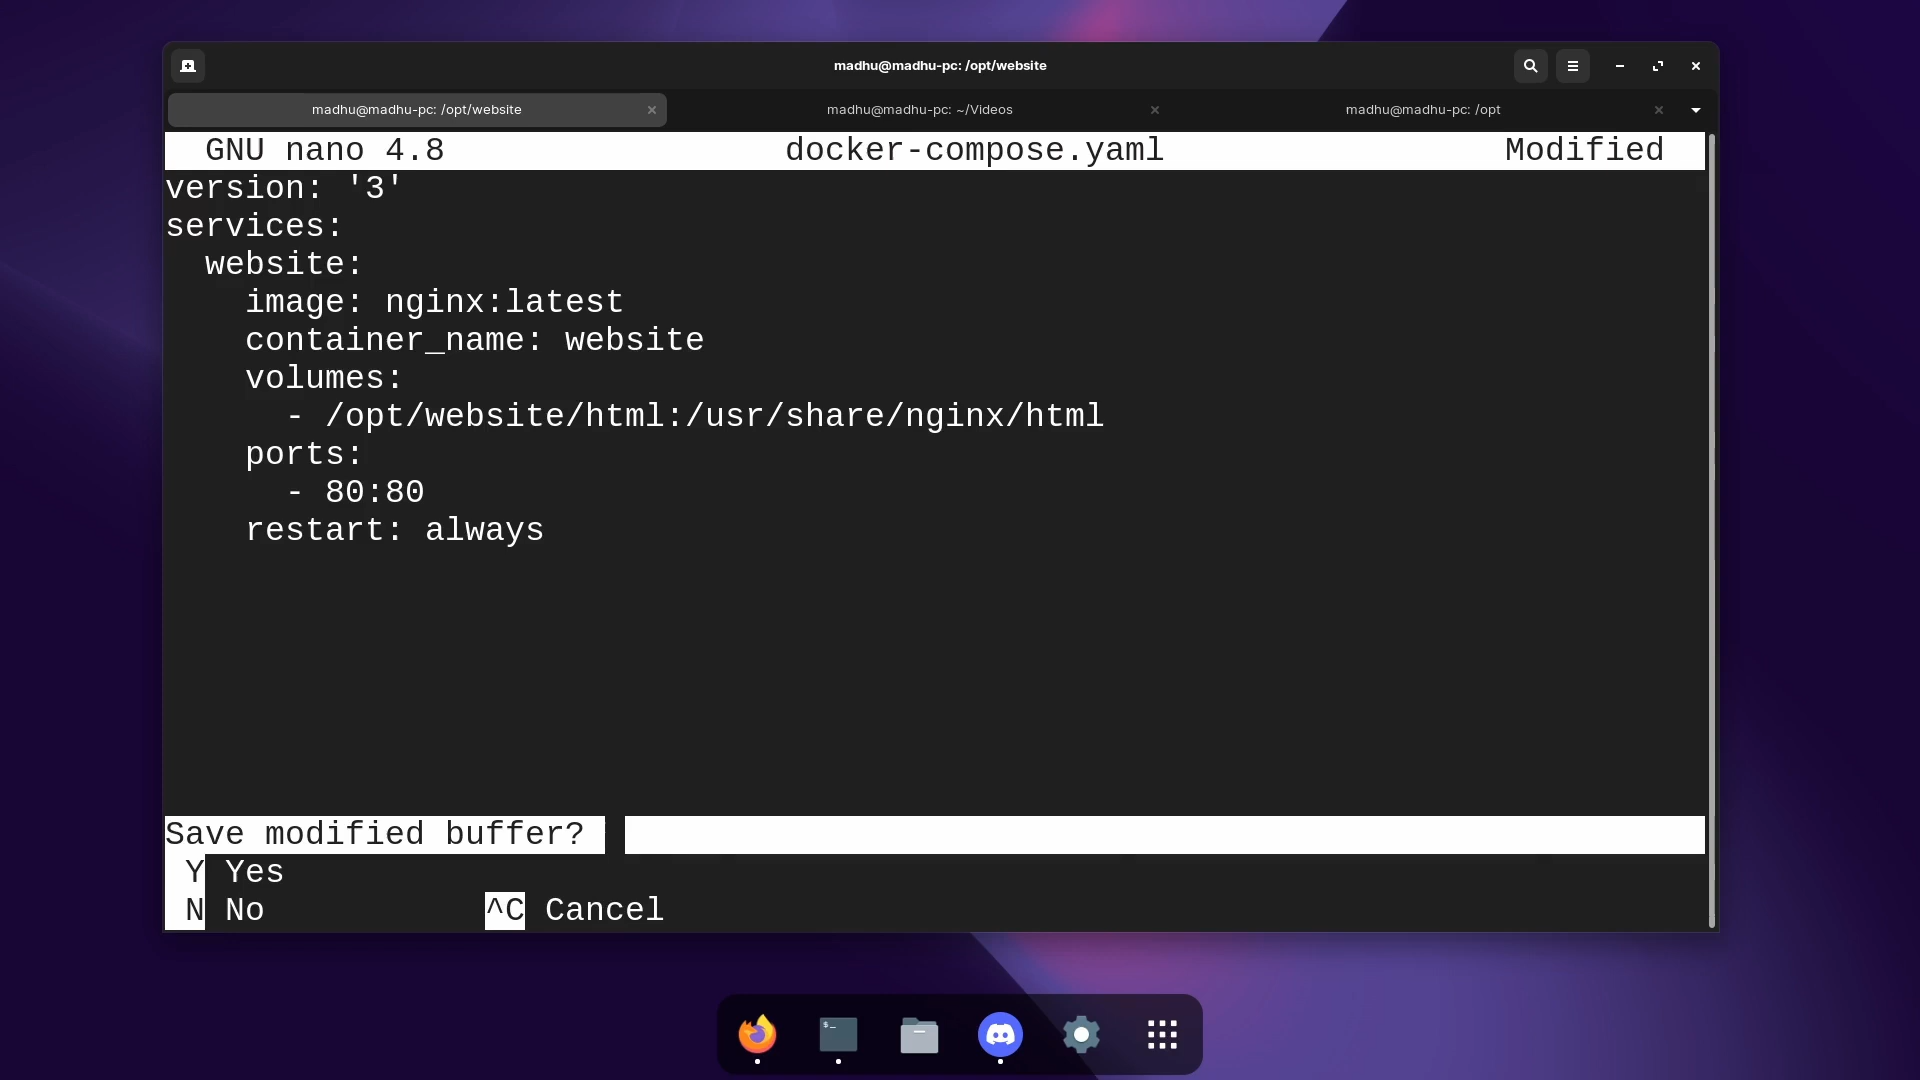 madhu@madhu-pc: /opt/website
madhu@madhu-pc: /opt/website
madhu@madhu-pc: ~/Videos
madhu@madhu-pc: /opt
GNU nano 4.8 docker-compose.yaml Modified
version: '3'
services:
  website:
    image: nginx:latest
    container_name: website
    volumes:
      - /opt/website/html:/usr/share/nginx/html
    ports:
      - 80:80
    restart: always
Save modified buffer?
Y Yes
N No ^C Cancel
$_